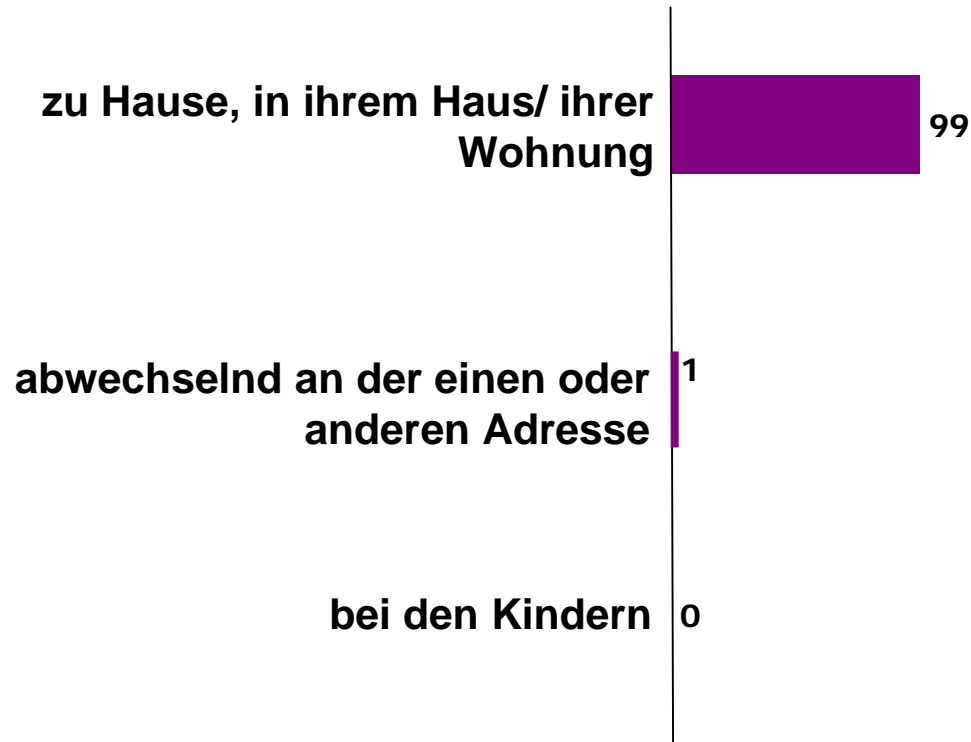 zu Hause, in ihrem Haus/ ihrer
Wohnung
99
abwechselnd an der einen oder
anderen Adresse
1
bei den Kindern
0